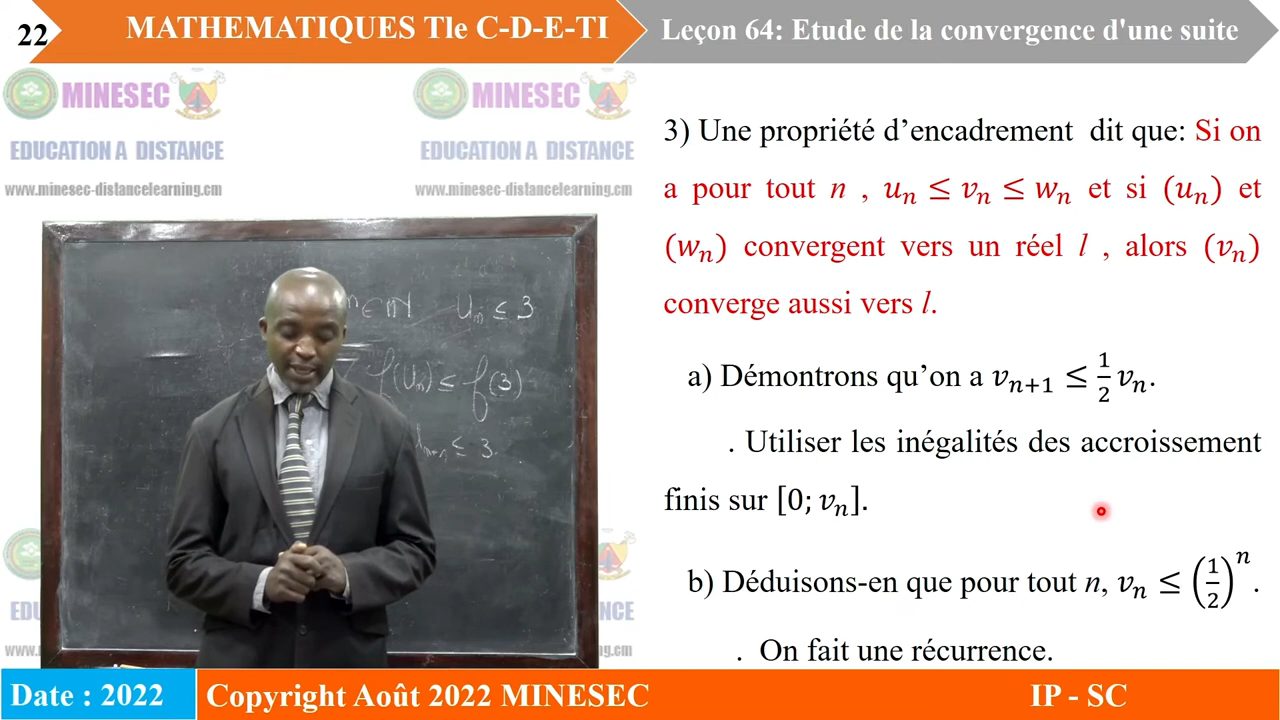 22
MATHEMATIQUES Tle C-D-E-TI
Leçon 64: Etude de la convergence d'une suite
MINESEC
EDUCATION A DISTANCE
www.minesec-distancelearning.cm
MINESEC
EDUCATION A DISTANCE
www.minesec-distancelearning.cm
n ∈ ℕ uₙ ≤ 3
f(uₙ) ≤ f(3)
≤ 3
3) Une propriété d’encadrement dit que: Si on
a pour tout n , uₙ ≤ vₙ ≤ wₙ et si (uₙ) et
(wₙ) convergent vers un réel l , alors (vₙ)
converge aussi vers l.
a) Démontrons qu’on a vₙ₊₁ ≤ 1/2 vₙ.
. Utiliser les inégalités des accroissement
finis sur [0; vₙ].
b) Déduisons-en que pour tout n, vₙ ≤ (1/2)ⁿ.
. On fait une récurrence.
Date : 2022
Copyright Août 2022 MINESEC
IP - SC